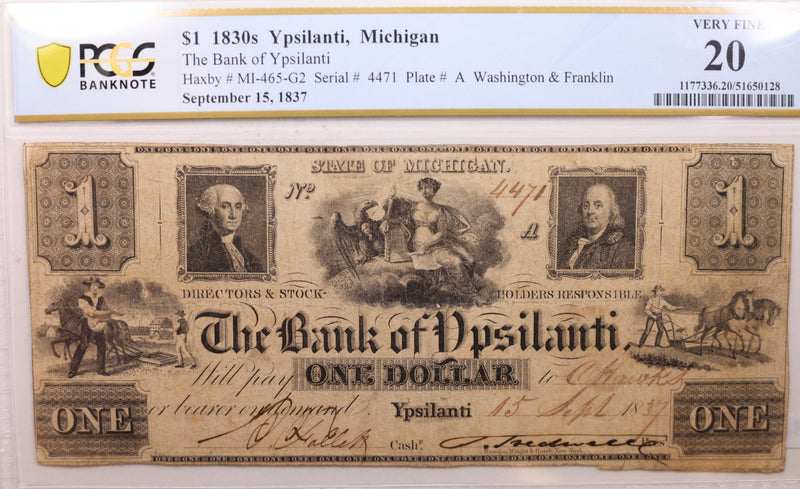 PCGS
BANKNOTE
$1 1830s Ypsilanti, Michigan
The Bank of Ypsilanti
Haxby # MI-465-G2 Serial # 4471 Plate # A Washington & Franklin
September 15, 1837
VERY FINE
20
1177336.20/51650128
STATE OF MICHIGAN.
1 No 4471 A 1
DIRECTORS & STOCK- HOLDERS RESPONSIBLE
The Bank of Ypsilanti.
Will pay ONE DOLLAR to
ONE or bearer on demand. Ypsilanti 15 Sept 1837 ONE
Cashr.